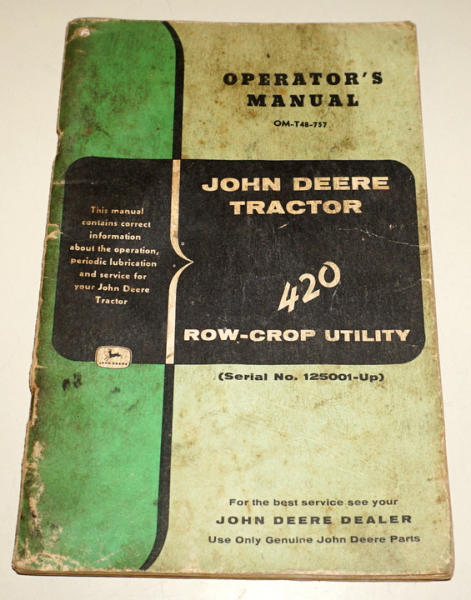 OPERATOR'S
MANUAL
OM-T48-757
JOHN DEERE
TRACTOR
This manual
contains correct
information
about the operation,
periodic lubrication
and service for
your John Deere
Tractor
420
ROW-CROP UTILITY
JOHN DEERE
(Serial No. 125001-Up)
For the best service see your
JOHN DEERE DEALER
Use Only Genuine John Deere Parts